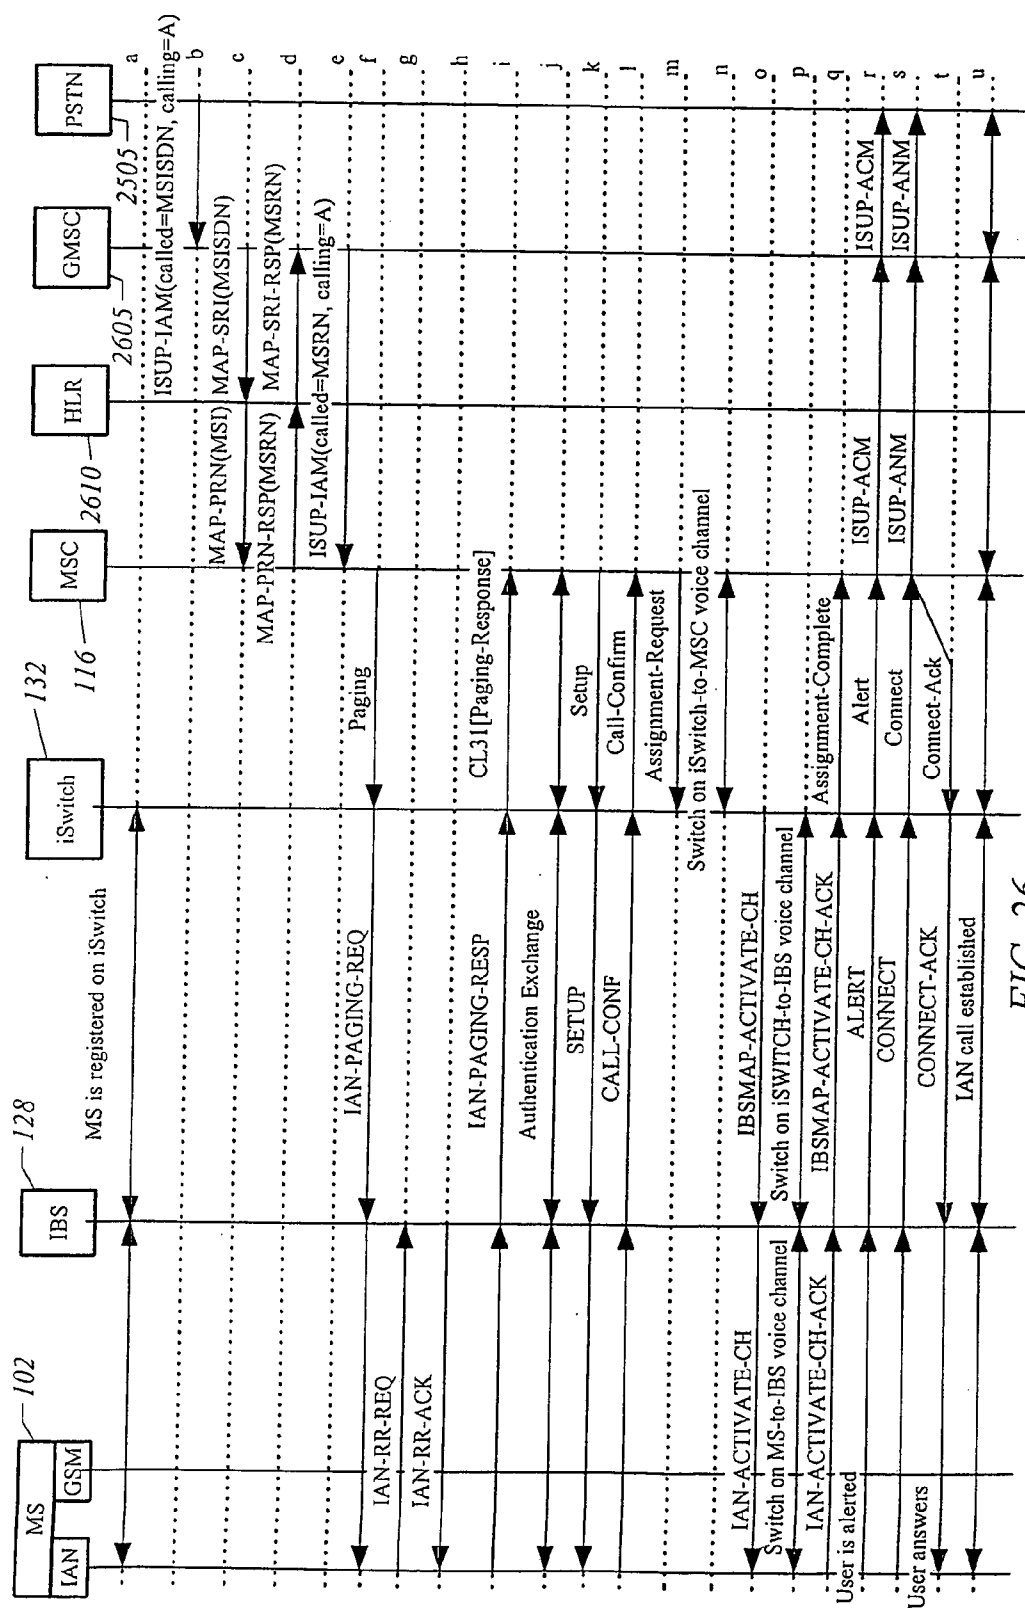 MS
IAN
GSM
102
IBS
128
iSwitch
132
MSC
116
HLR
2610
GMSC
2605
PSTN
2505
MS is registered on iSwitch
a
ISUP-IAM(called=MSISDN, calling=A)
b
MAP-PRN(MSI)
MAP-SRI(MSISDN)
c
MAP-PRN-RSP(MSRN)
MAP-SRI-RSP(MSRN)
d
ISUP-IAM(called=MSRN, calling=A)
e
IAN-PAGING-REQ
Paging
f
IAN-RR-REQ
g
IAN-RR-ACK
h
IAN-PAGING-RESP
CL3I[Paging-Response]
i
Authentication Exchange
j
SETUP
Setup
k
CALL-CONF
Call-Confirm
l
Assignment-Request
m
Switch on iSwitch-to-MSC voice channel
n
IAN-ACTIVATE-CH
IBSMAP-ACTIVATE-CH
o
Switch on MS-to-IBS voice channel
Switch on iSWITCH-to-IBS voice channel
p
IAN-ACTIVATE-CH-ACK
IBSMAP-ACTIVATE-CH-ACK
Assignment-Complete
q
User is alerted
ALERT
Alert
ISUP-ACM
ISUP-ACM
r
CONNECT
Connect
ISUP-ANM
ISUP-ANM
s
User answers
CONNECT-ACK
Connect-Ack
t
IAN call established
u
FIG. 26